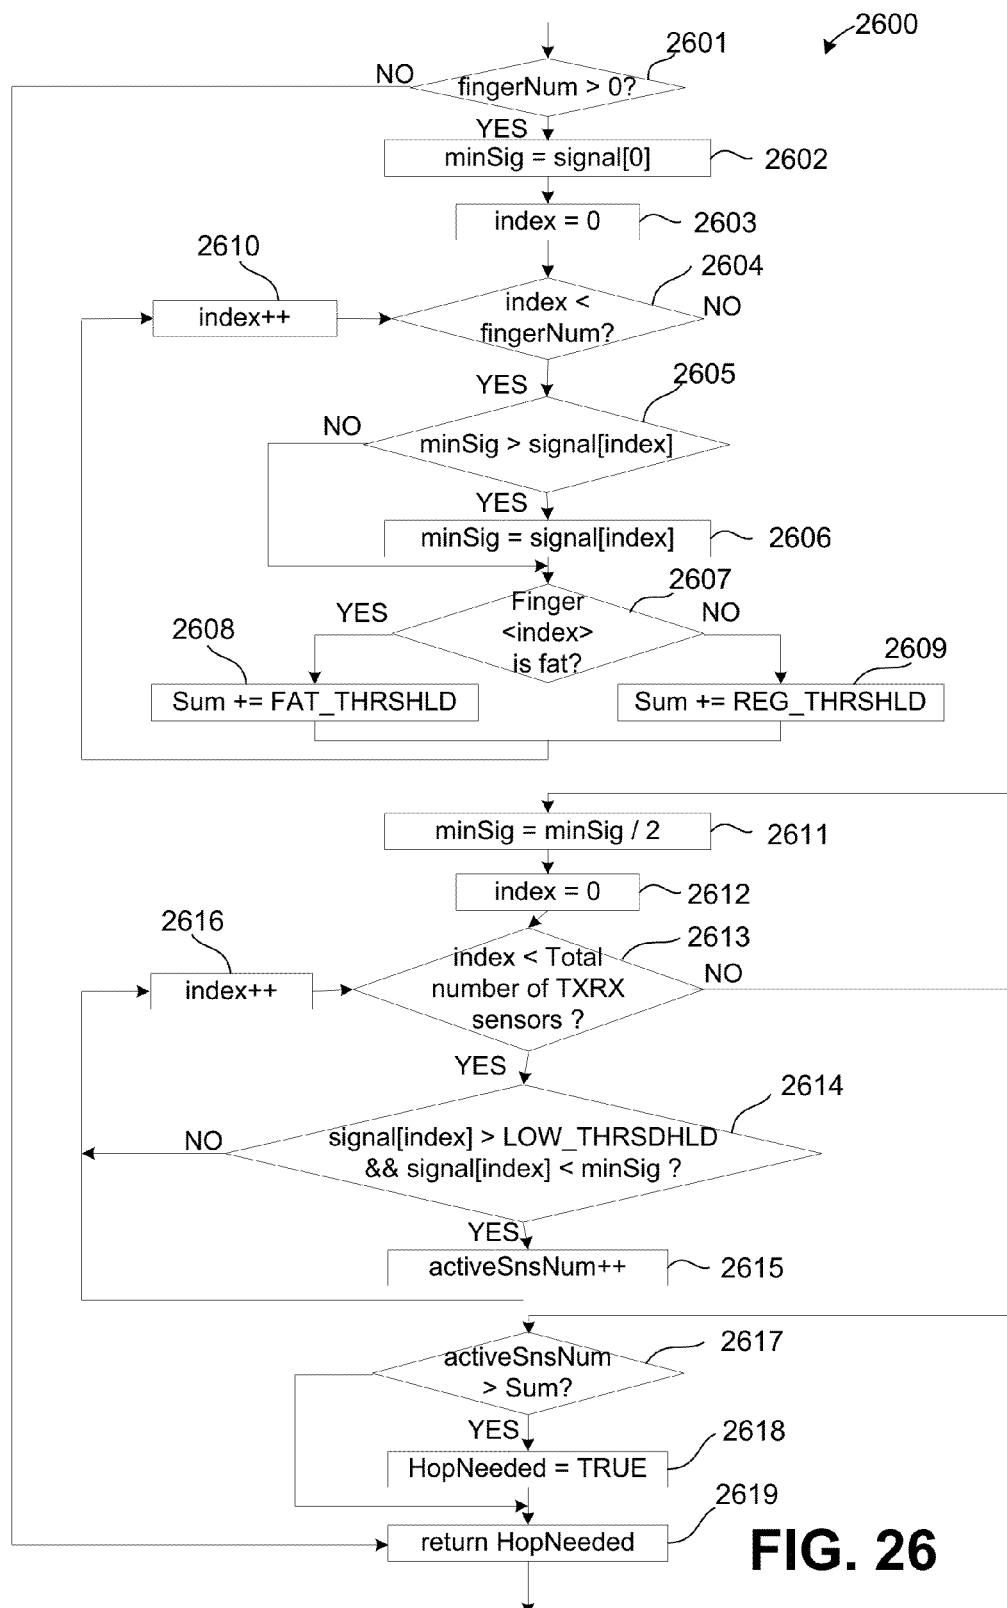 2600
2601
NO
fingerNum > 0?
YES
minSig = signal[0]
2602
index = 0
2603
2610
2604
index++
index <
fingerNum?
NO
YES
2605
NO
minSig > signal[index]
YES
minSig = signal[index]
2606
2607
YES
Finger
<index>
is fat?
NO
2608
2609
Sum += FAT_THRSHLD
Sum += REG_THRSHLD
minSig = minSig / 2
2611
index = 0
2612
2616
2613
index++
index < Total
number of TXRX
sensors ?
NO
YES
2614
NO
signal[index] > LOW_THRSDHLD
&& signal[index] < minSig ?
YES
activeSnsNum++
2615
2617
activeSnsNum
> Sum?
YES
2618
HopNeeded = TRUE
2619
return HopNeeded
FIG. 26